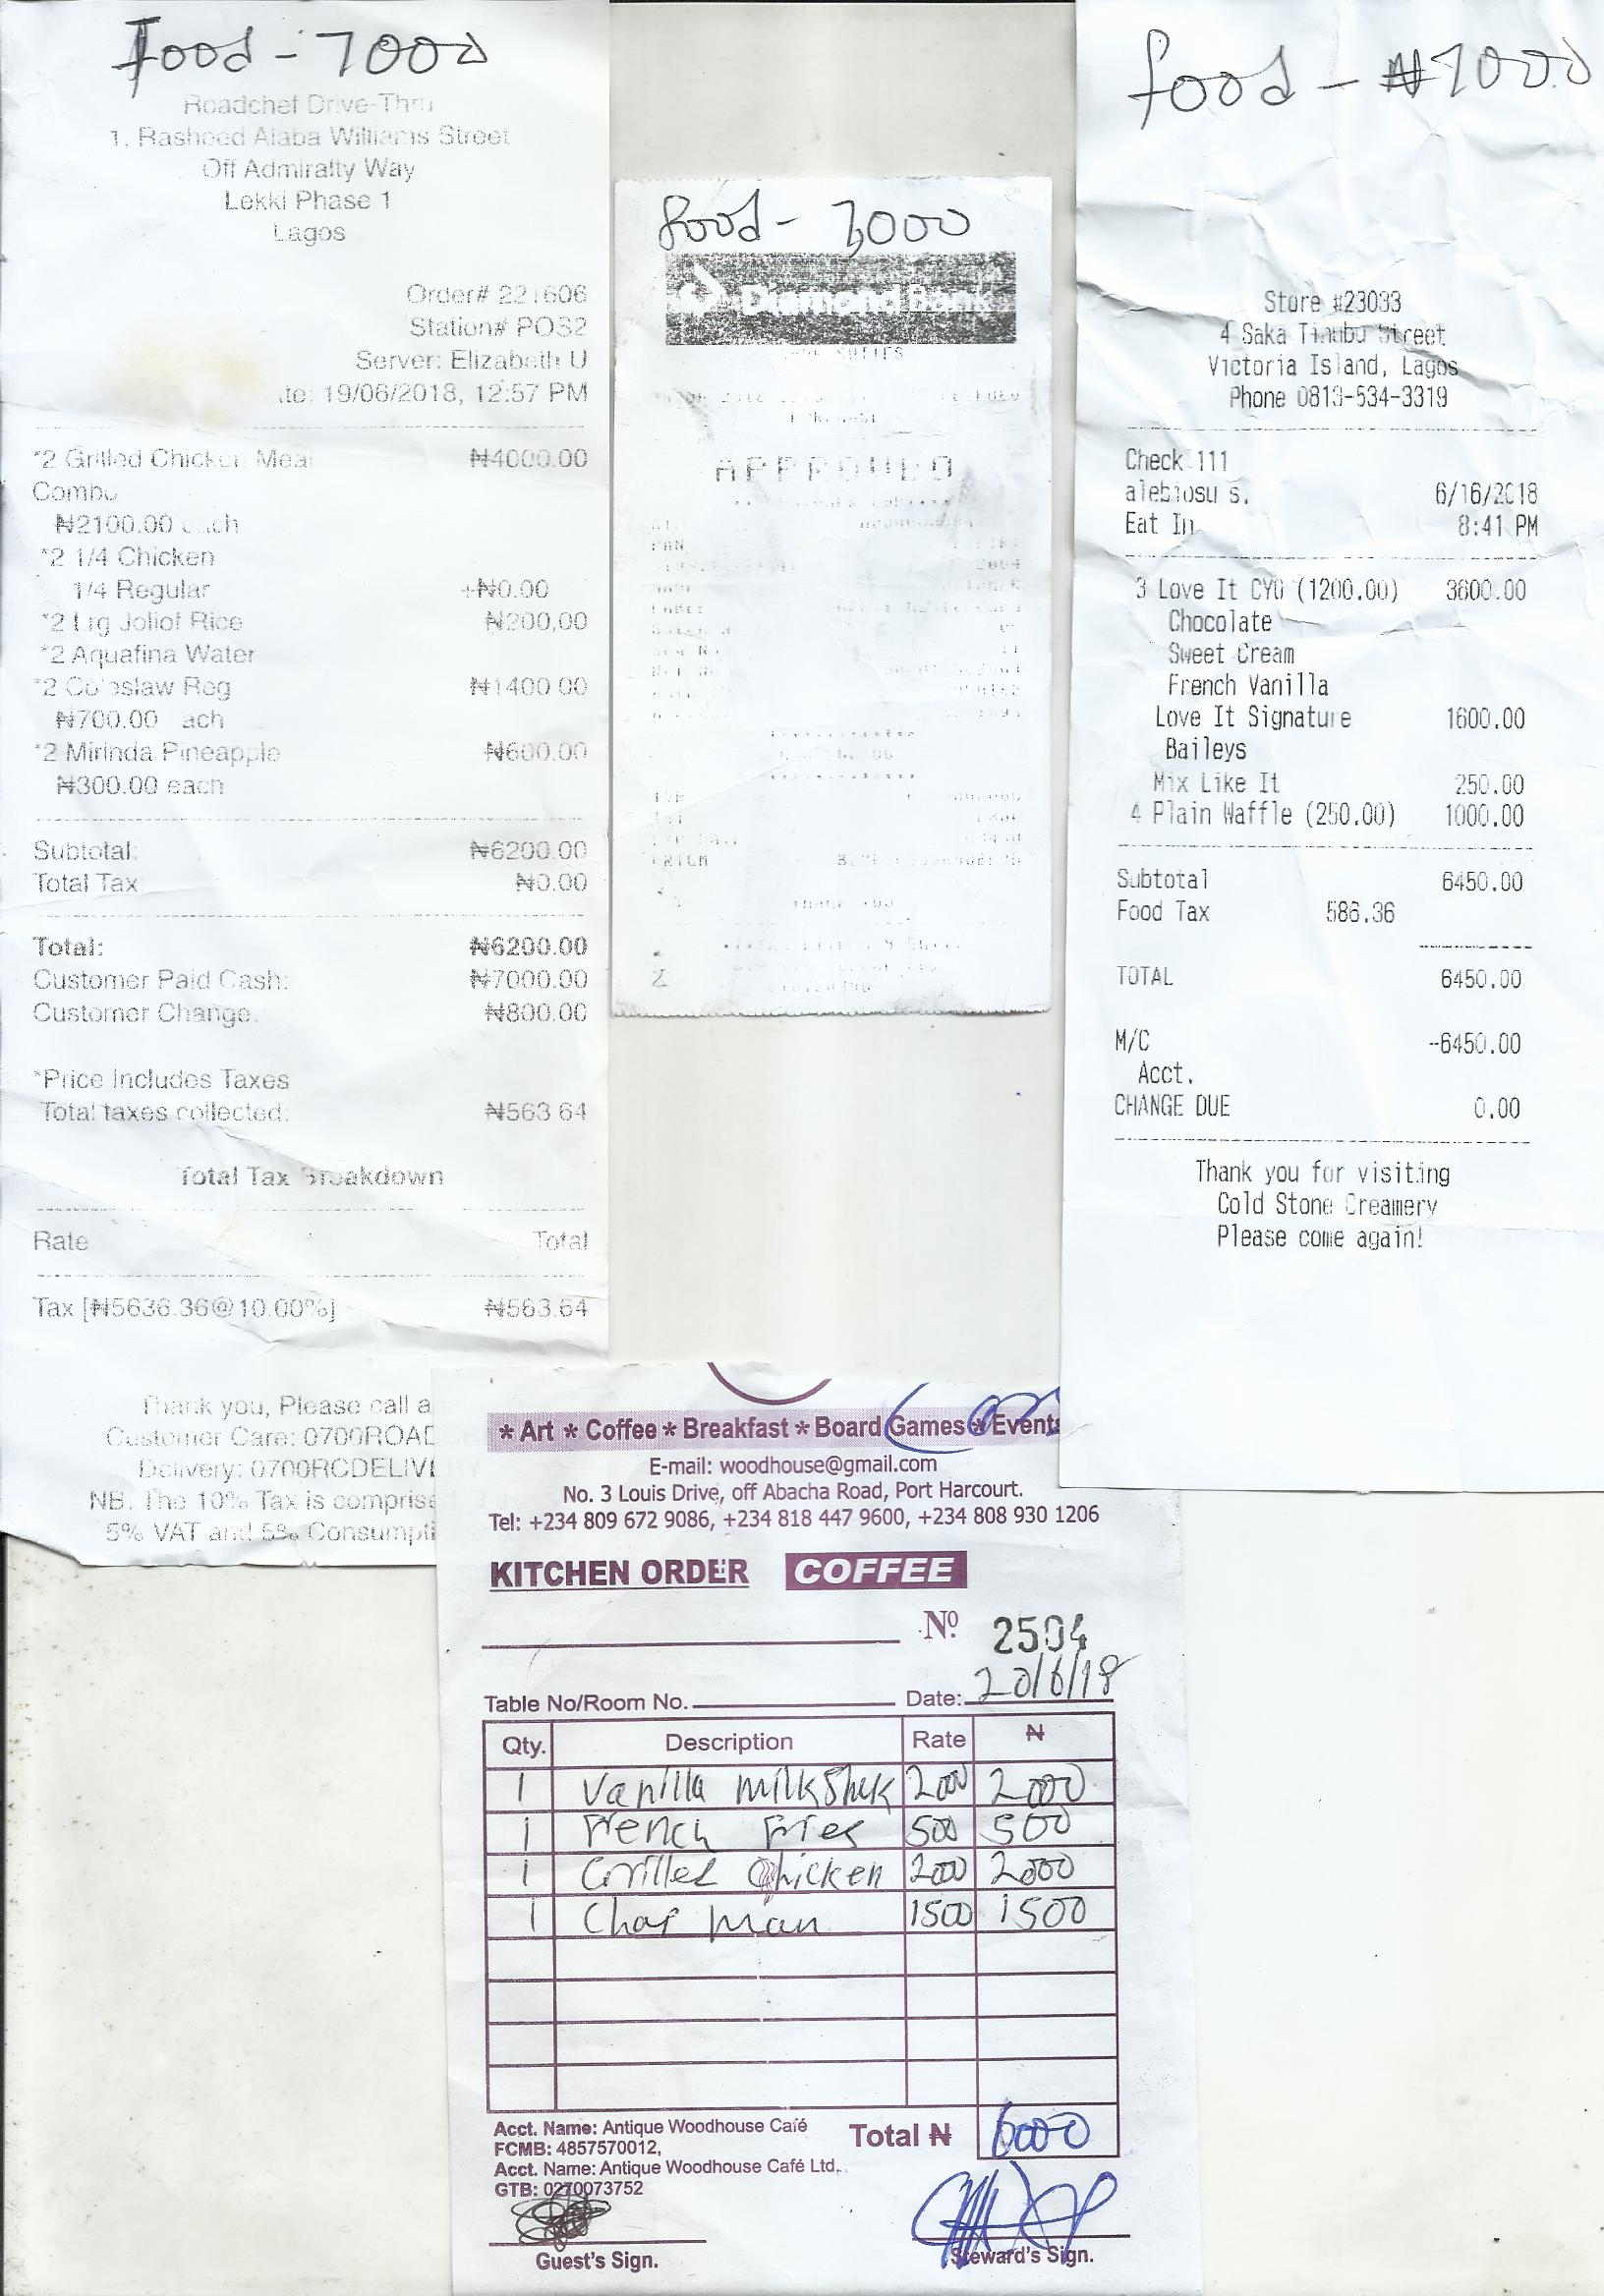 Food - 7000
Roadchef Drive-Thru
1, Rasheed Alaba Williams Street
Off Admiralty Way
Lekki Phase 1
Lagos
Order# 221606
Station# POS2
Server: Elizabeth U
te: 19/06/2018, 12:57 PM
*2 Grilled Chicken Meal ₦4000.00
Combo
₦2100.00 each
*2 1/4 Chicken
1/4 Regular +₦0.00
*2 Lrg Jollof Rice ₦200.00
*2 Aquafina Water
*2 Coleslaw Reg ₦1400.00
₦700.00 each
*2 Mirinda Pineapple ₦600.00
₦300.00 each
Subtotal: ₦6200.00
Total Tax ₦0.00
Total: ₦6200.00
Customer Paid Cash: ₦7000.00
Customer Change: ₦800.00
*Price Includes Taxes
Total taxes collected: ₦563.64
Total Tax Breakdown
Rate Total
Tax [₦5636.36@10.00%] ₦563.64
Thank you, Please call a
Customer Care: 0700ROAD
Delivery: 0700RCDELIVE
NB. The 10% Tax is comprise
5% VAT and 5% Consumpti
food - 7,000
Diamond Bank
SUITES
APPROVED
PAN
food - ₦7000
Store #23033
4 Saka Tinubu Street
Victoria Island, Lagos
Phone 0813-534-3319
Check 111
alebiosu s. 6/16/2018
Eat In 8:41 PM
3 Love It CYO (1200.00) 3600.00
Chocolate
Sweet Cream
French Vanilla
Love It Signature 1600.00
Baileys
Mix Like It 250.00
4 Plain Waffle (250.00) 1000.00
Subtotal 6450.00
Food Tax 586.36
TOTAL 6450.00
M/C -6450.00
Acct.
CHANGE DUE 0.00
Thank you for visiting
Cold Stone Creamery
Please come again!
* Art * Coffee * Breakfast * Board Games * Events
E-mail: woodhouse@gmail.com
No. 3 Louis Drive, off Abacha Road, Port Harcourt.
Tel: +234 809 672 9086, +234 818 447 9600, +234 808 930 1206
KITCHEN ORDER COFFEE
Nº 2504
Table No/Room No. Date: 20/6/18
Qty. Description Rate ₦
1 Vanilla milkShak 2000 2000
1 French Fries 500 500
1 Grilled Chicken 2000 2000
1 Chap man 1500 1500
Acct. Name: Antique Woodhouse Café Total ₦ 6000
FCMB: 4857570012,
Acct. Name: Antique Woodhouse Café Ltd.
GTB: 0270073752
Guest's Sign. Steward's Sign.